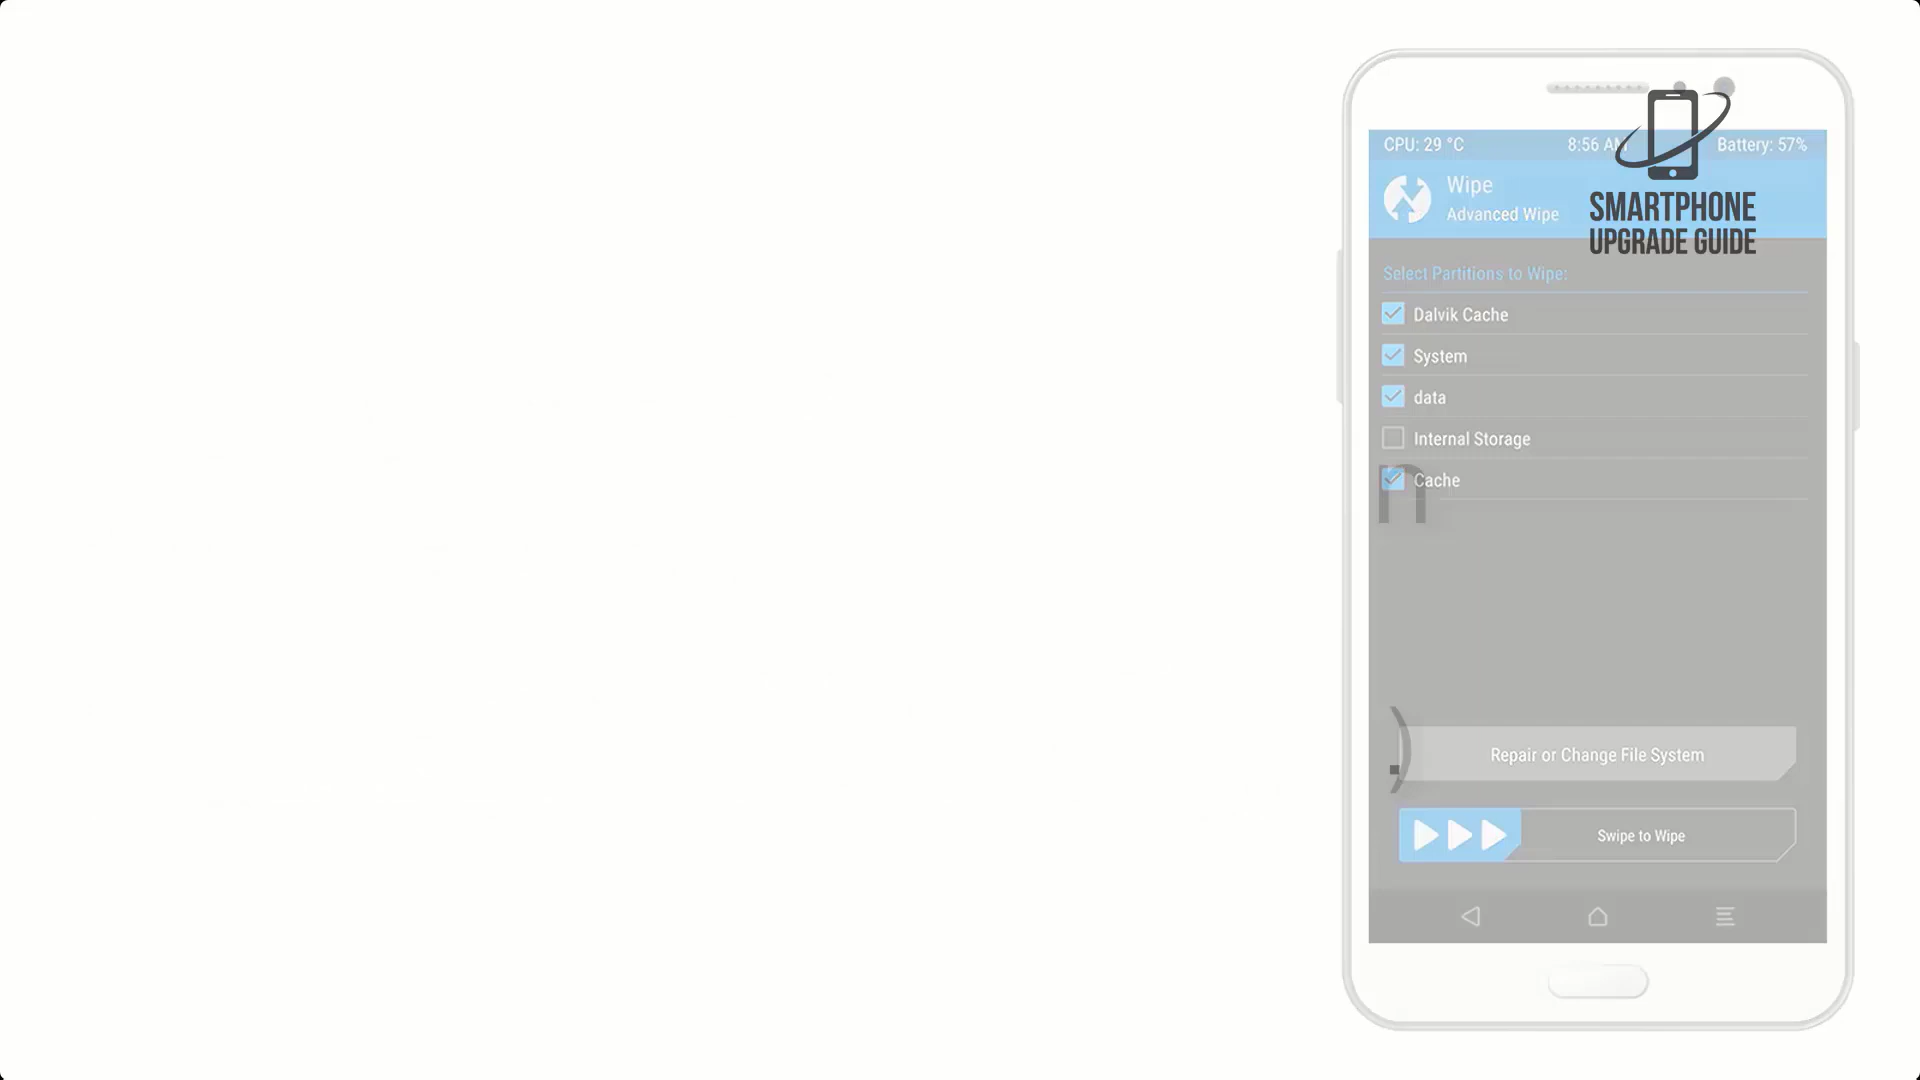 CPU: 29 °C 8:56 AM Battery: 57%
Wipe
Advanced Wipe
SMARTPHONE
UPGRADE GUIDE
Select Partitions to Wipe:
Dalvik Cache
System
data
Internal Storage
Cache
n
).
Repair or Change File System
Swipe to Wipe